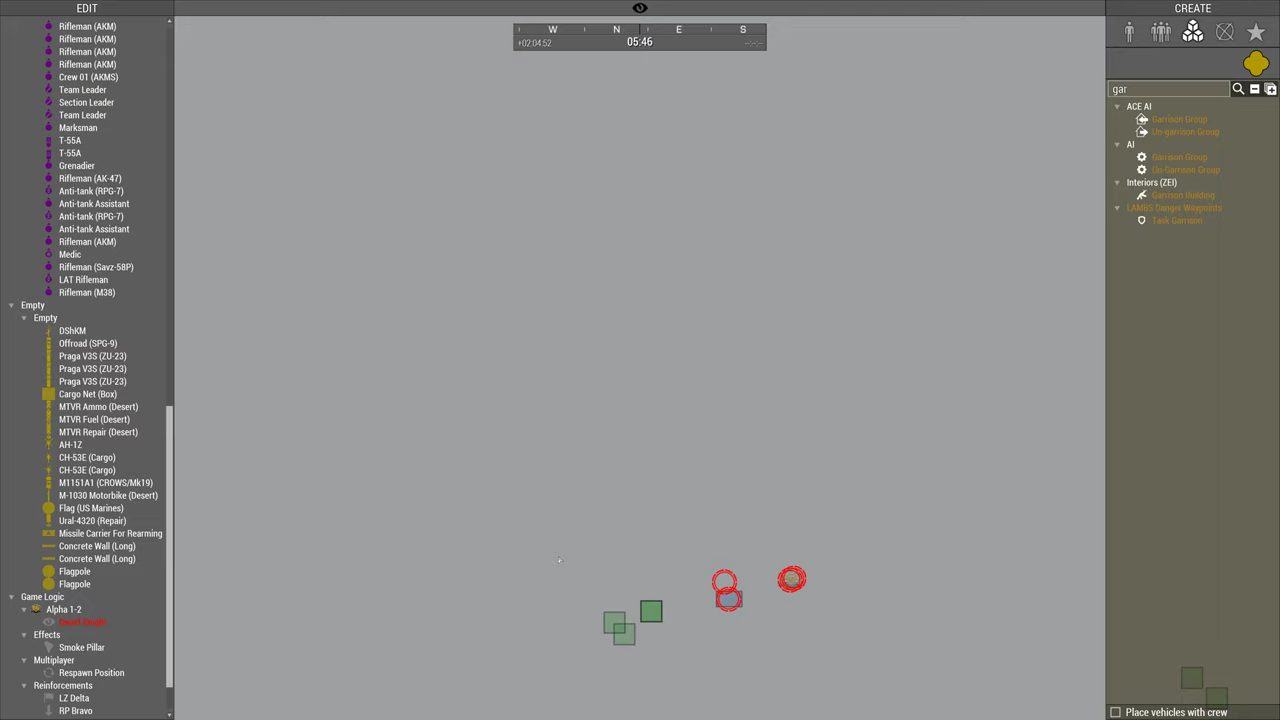 EDIT
Rifleman (AKM)
Rifleman (AKM)
Rifleman (AKM)
Rifleman (AKM)
Crew 01 (AKMS)
Team Leader
Section Leader
Team Leader
Marksman
T-55A
T-55A
Grenadier
Rifleman (AK-47)
Anti-tank (RPG-7)
Anti-tank Assistant
Anti-tank (RPG-7)
Anti-tank Assistant
Rifleman (AKM)
Medic
Rifleman (Savz-58P)
LAT Rifleman
Rifleman (M38)
Empty
Empty
DShKM
Offroad (SPG-9)
Praga V3S (ZU-23)
Praga V3S (ZU-23)
Praga V3S (ZU-23)
Cargo Net (Box)
MTVR Ammo (Desert)
MTVR Fuel (Desert)
MTVR Repair (Desert)
AH-1Z
CH-53E (Cargo)
CH-53E (Cargo)
M1151A1 (CROWS/Mk19)
M-1030 Motorbike (Desert)
Flag (US Marines)
Ural-4320 (Repair)
Missile Carrier For Rearming
Concrete Wall (Long)
Concrete Wall (Long)
Flagpole
Flagpole
Game Logic
Alpha 1-2
Effects
Smoke Pillar
Multiplayer
Respawn Position
Reinforcements
LZ Delta
RP Bravo
W N E S
+02:04:52 05:46
CREATE
gar
ACE AI
Garrison Group
Un-garrison Group
AI
Garrison Group
Un-Garrison Group
Interiors (ZEI)
Garrison Building
LAMBS Danger Waypoints
Task Garrison
Place vehicles with crew